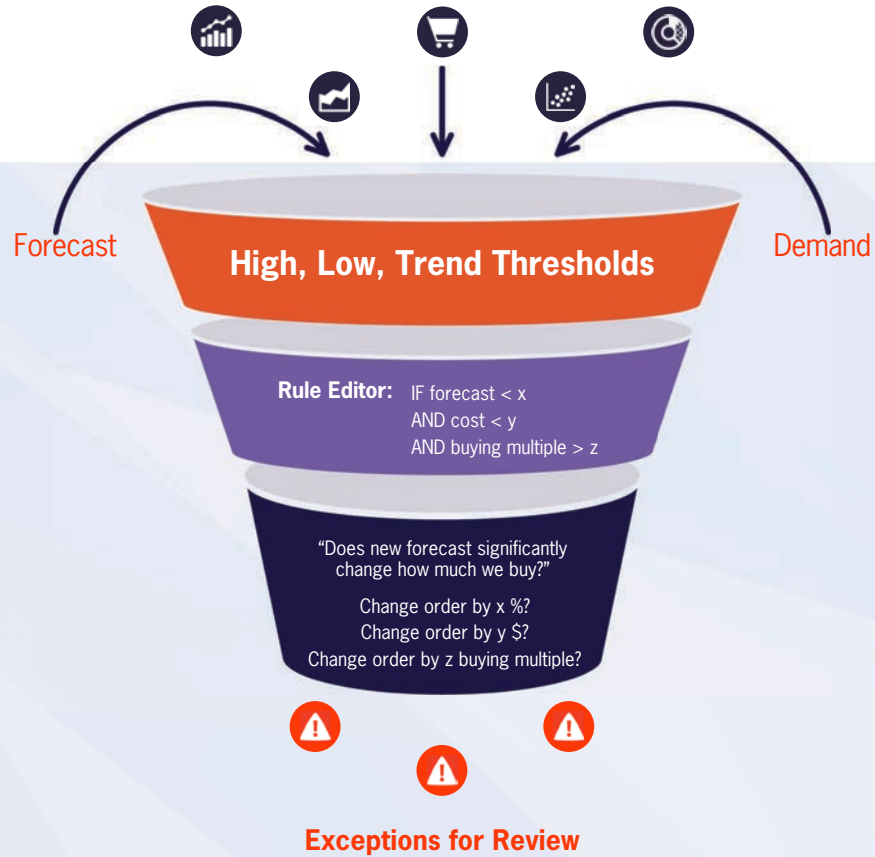 Forecast
Demand
High, Low, Trend Thresholds
Rule Editor: IF forecast < x
AND cost < y
AND buying multiple > z
“Does new forecast significantly
change how much we buy?”
Change order by x %?
Change order by y $?
Change order by z buying multiple?
Exceptions for Review